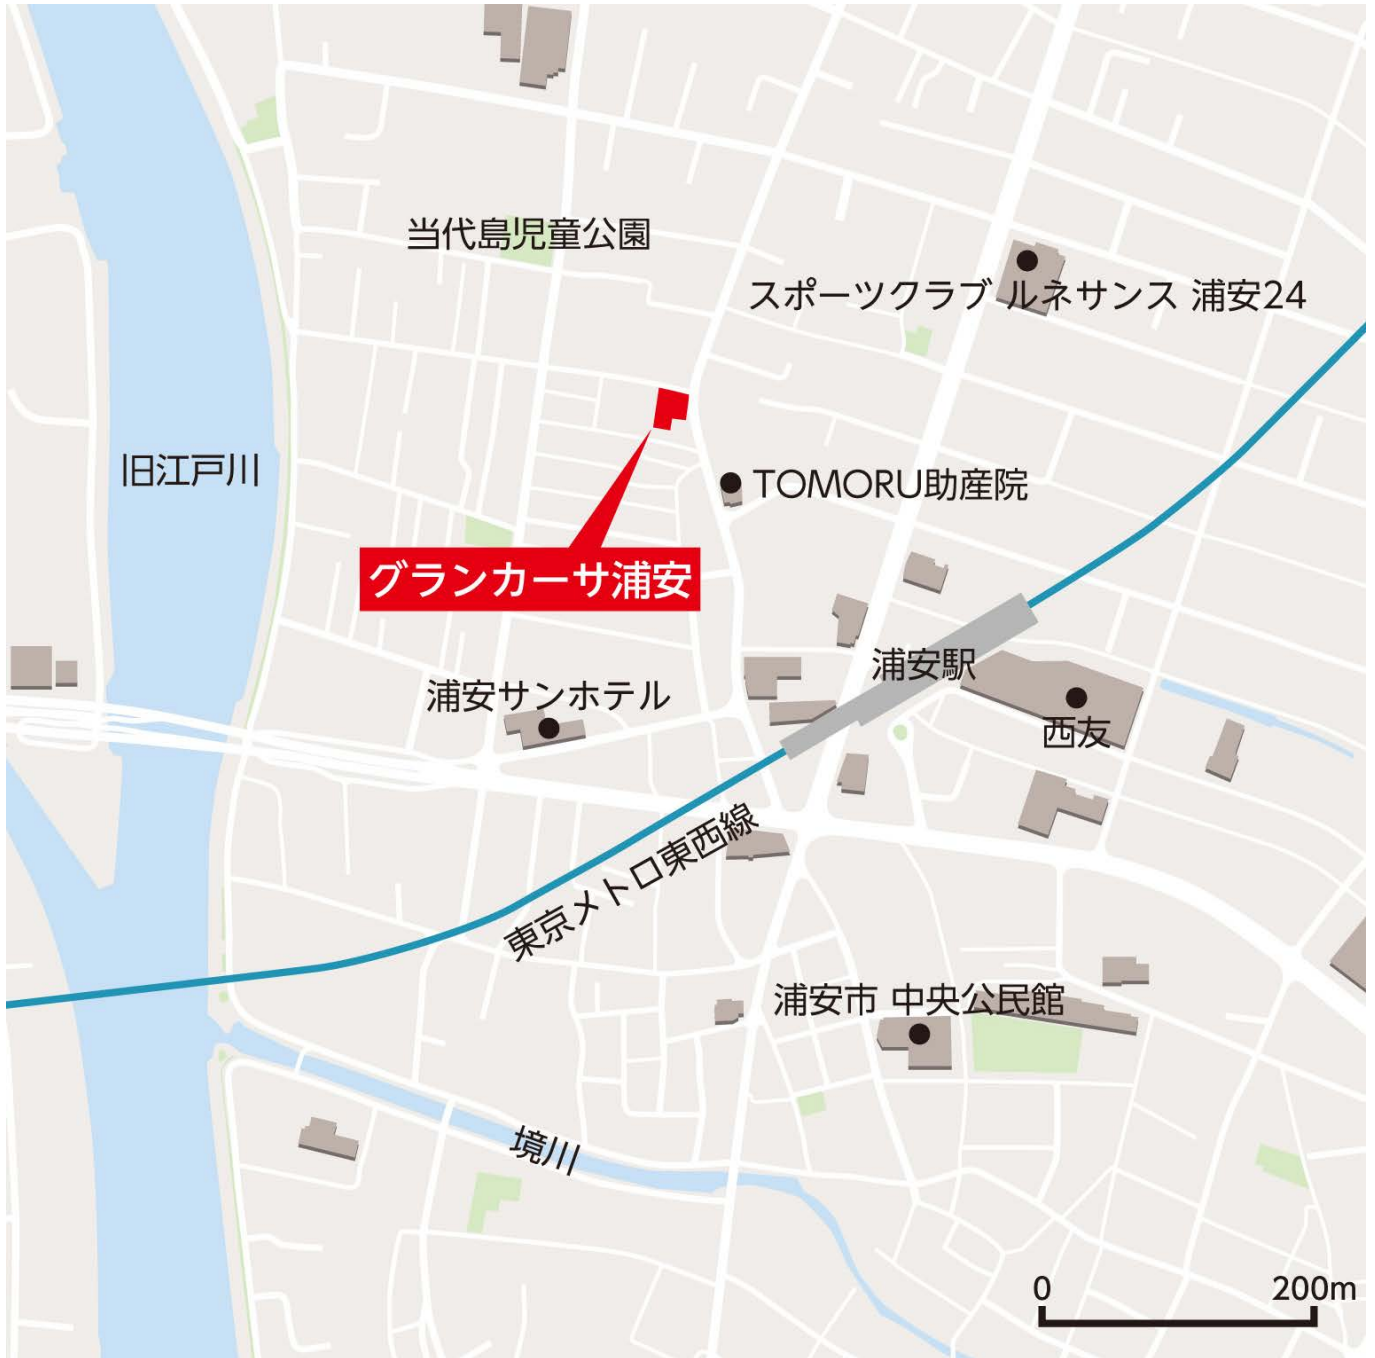 当代島児童公園
スポーツクラブ ルネサンス 浦安24
旧江戸川
TOMORU助産院
グランカーサ浦安
浦安駅
浦安サンホテル
西友
東京メトロ東西線
浦安市 中央公民館
境川
0 200m